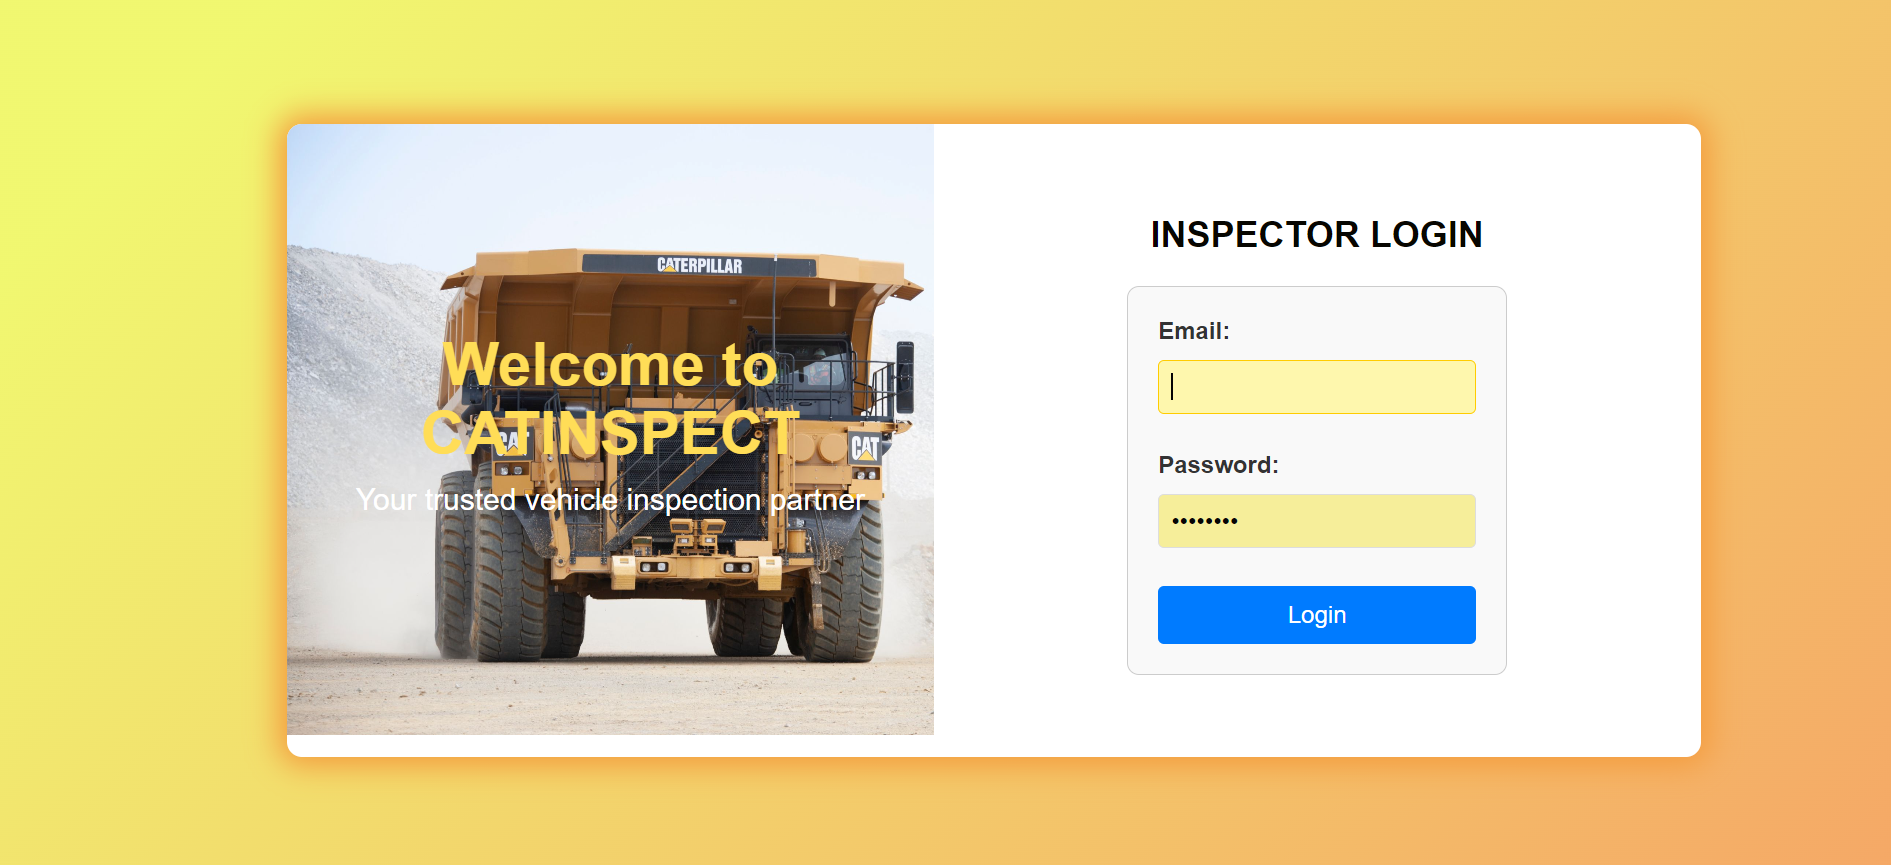 CATERPILLAR
Welcome to
CATINSPECT
CAT
CAT
Your trusted vehicle inspection partner
INSPECTOR LOGIN
Email:
Password:
••••••••
Login